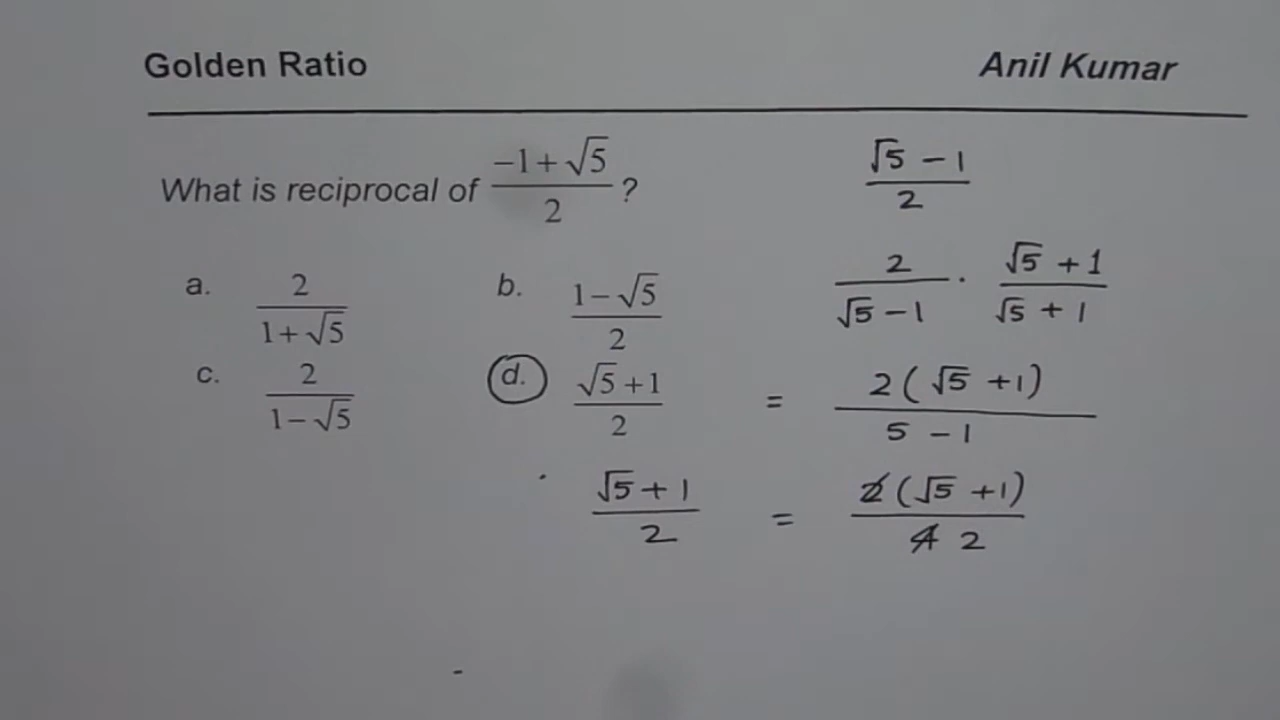 Golden Ratio Anil Kumar
What is reciprocal of (-1+√5)/2 ?
a. 2/(1+√5) b. (1-√5)/2
c. 2/(1-√5) d. (√5+1)/2
(√5 - 1)/2
2/(√5 - 1) · (√5 + 1)/(√5 + 1)
= 2(√5 + 1)/(5 - 1)
(√5 + 1)/2 = 2(√5 + 1)/4 2